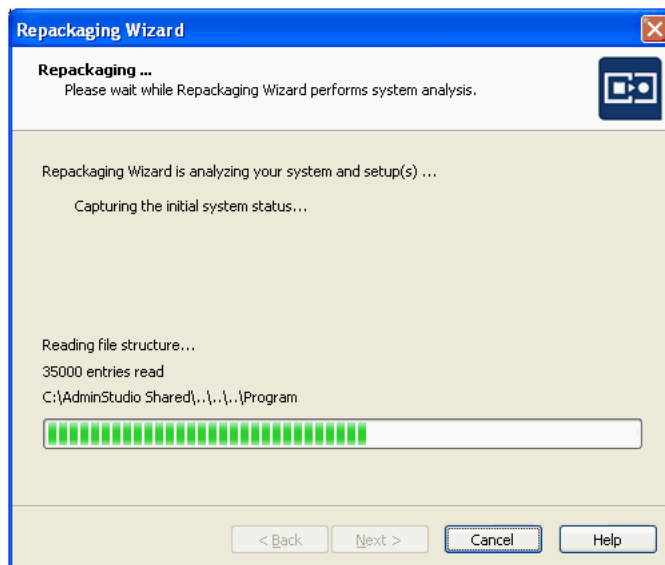 Repackaging Wizard
Repackaging ...
Please wait while Repackaging Wizard performs system analysis.
Repackaging Wizard is analyzing your system and setup(s) ...
Capturing the initial system status...
Reading file structure...
35000 entries read
C:\AdminStudio Shared\..\..\..\Program
< Back Next > Cancel Help